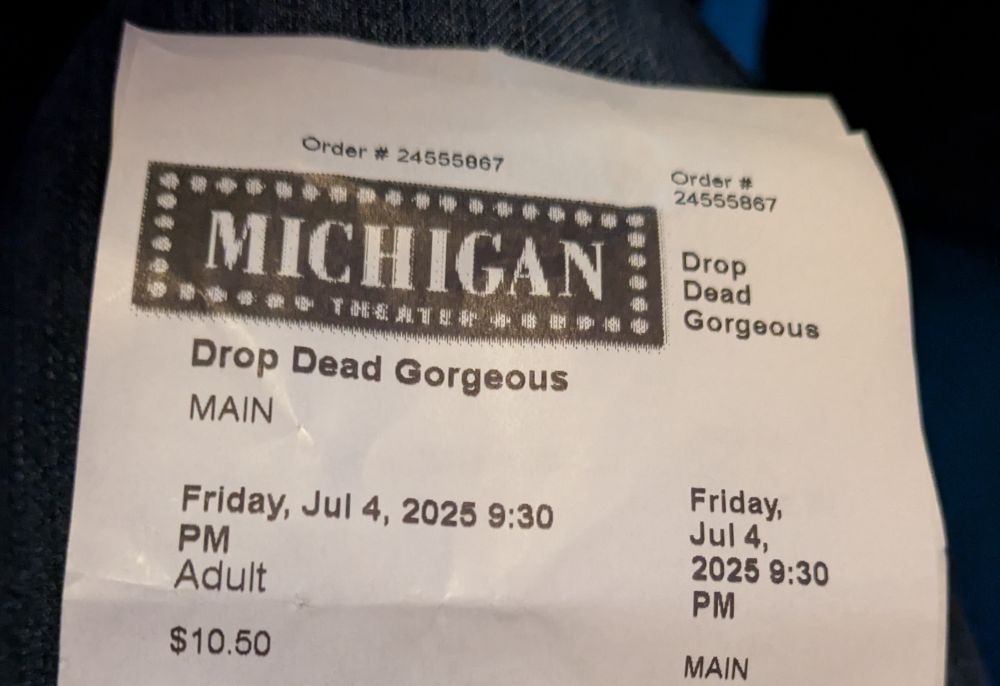 Order # 24555867
MICHIGAN
THEATER
Drop Dead Gorgeous
MAIN
Friday, Jul 4, 2025 9:30
PM
Adult
$10.50
Order #
24555867
Drop
Dead
Gorgeous
Friday,
Jul 4,
2025 9:30
PM
MAIN